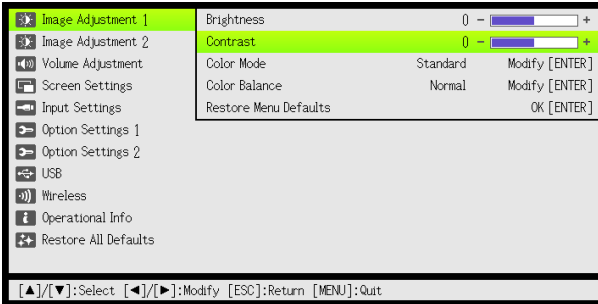 Image Adjustment 1
Image Adjustment 2
Volume Adjustment
Screen Settings
Input Settings
Option Settings 1
Option Settings 2
USB
Wireless
Operational Info
Restore All Defaults
Brightness 0 - +
Contrast 0 - +
Color Mode Standard Modify [ENTER]
Color Balance Normal Modify [ENTER]
Restore Menu Defaults OK [ENTER]
[▲]/[▼]:Select [◄]/[►]:Modify [ESC]:Return [MENU]:Quit